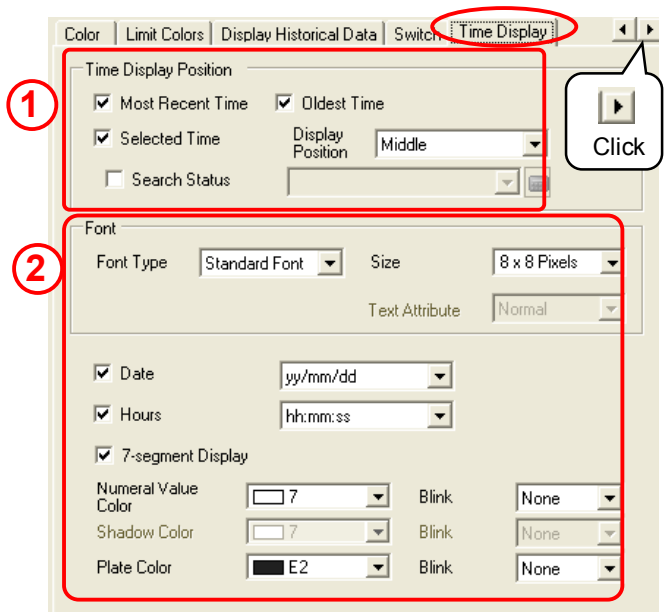 Color Limit Colors Display Historical Data Switch Time Display
Time Display Position
1
Most Recent Time Oldest Time
Click
Selected Time Display Position Middle
Search Status
Font
2
Font Type Standard Font Size 8 x 8 Pixels
Text Attribute Normal
Date yy/mm/dd
Hours hh:mm:ss
7-segment Display
Numeral Value Color 7 Blink None
Shadow Color 7 Blink None
Plate Color E2 Blink None